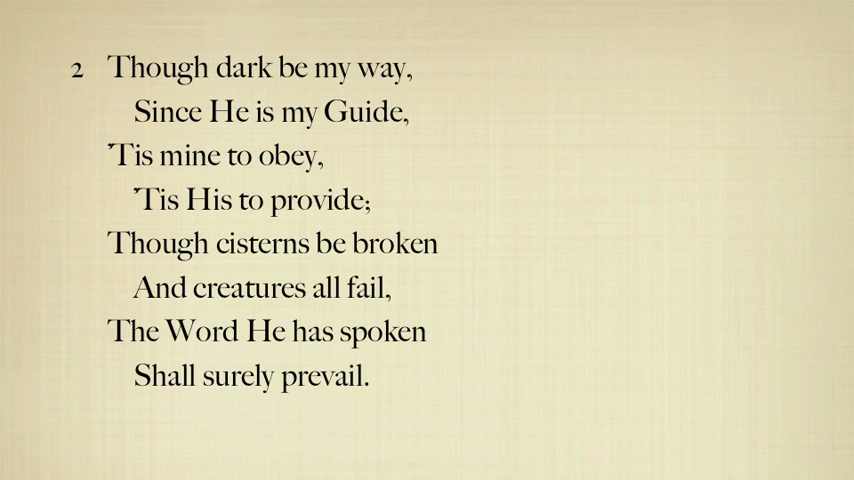 2 Though dark be my way,
Since He is my Guide,
'Tis mine to obey,
'Tis His to provide;
Though cisterns be broken
And creatures all fail,
The Word He has spoken
Shall surely prevail.